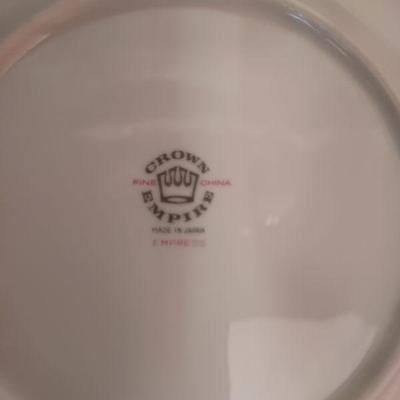 CROWN
FINE CHINA
EMPIRE
MADE IN JAPAN
EMPRESS